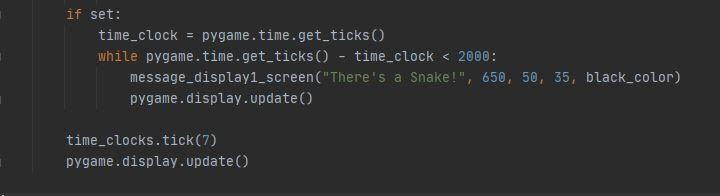 if set:
time_clock = pygame.time.get_ticks()
while pygame.time.get_ticks() - time_clock < 2000:
message_display1_screen("There's a Snake!", 650, 50, 35, black_color)
pygame.display.update()
time_clocks.tick(7)
pygame.display.update()